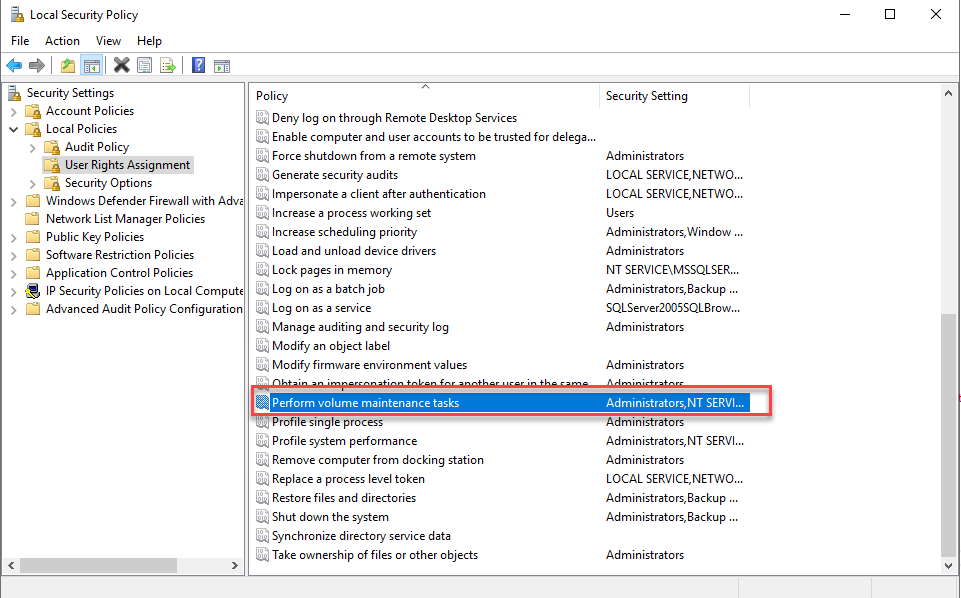 Local Security Policy
File Action View Help
Security Settings
Account Policies
Local Policies
Audit Policy
User Rights Assignment
Security Options
Windows Defender Firewall with Adva
Network List Manager Policies
Public Key Policies
Software Restriction Policies
Application Control Policies
IP Security Policies on Local Compute
Advanced Audit Policy Configuration
Policy Security Setting
Deny log on through Remote Desktop Services
Enable computer and user accounts to be trusted for delega...
Force shutdown from a remote system Administrators
Generate security audits LOCAL SERVICE,NETWO...
Impersonate a client after authentication LOCAL SERVICE,NETWO...
Increase a process working set Users
Increase scheduling priority Administrators,Window ...
Load and unload device drivers Administrators
Lock pages in memory NT SERVICE\MSSQLSER...
Log on as a batch job Administrators,Backup ...
Log on as a service SQLServer2005SQLBrow...
Manage auditing and security log Administrators
Modify an object label
Modify firmware environment values Administrators
Obtain an impersonation token for another user in the same Administrators
Perform volume maintenance tasks Administrators,NT SERVI...
Profile single process Administrators
Profile system performance Administrators,NT SERVI...
Remove computer from docking station Administrators
Replace a process level token LOCAL SERVICE,NETWO...
Restore files and directories Administrators,Backup ...
Shut down the system Administrators,Backup ...
Synchronize directory service data
Take ownership of files or other objects Administrators